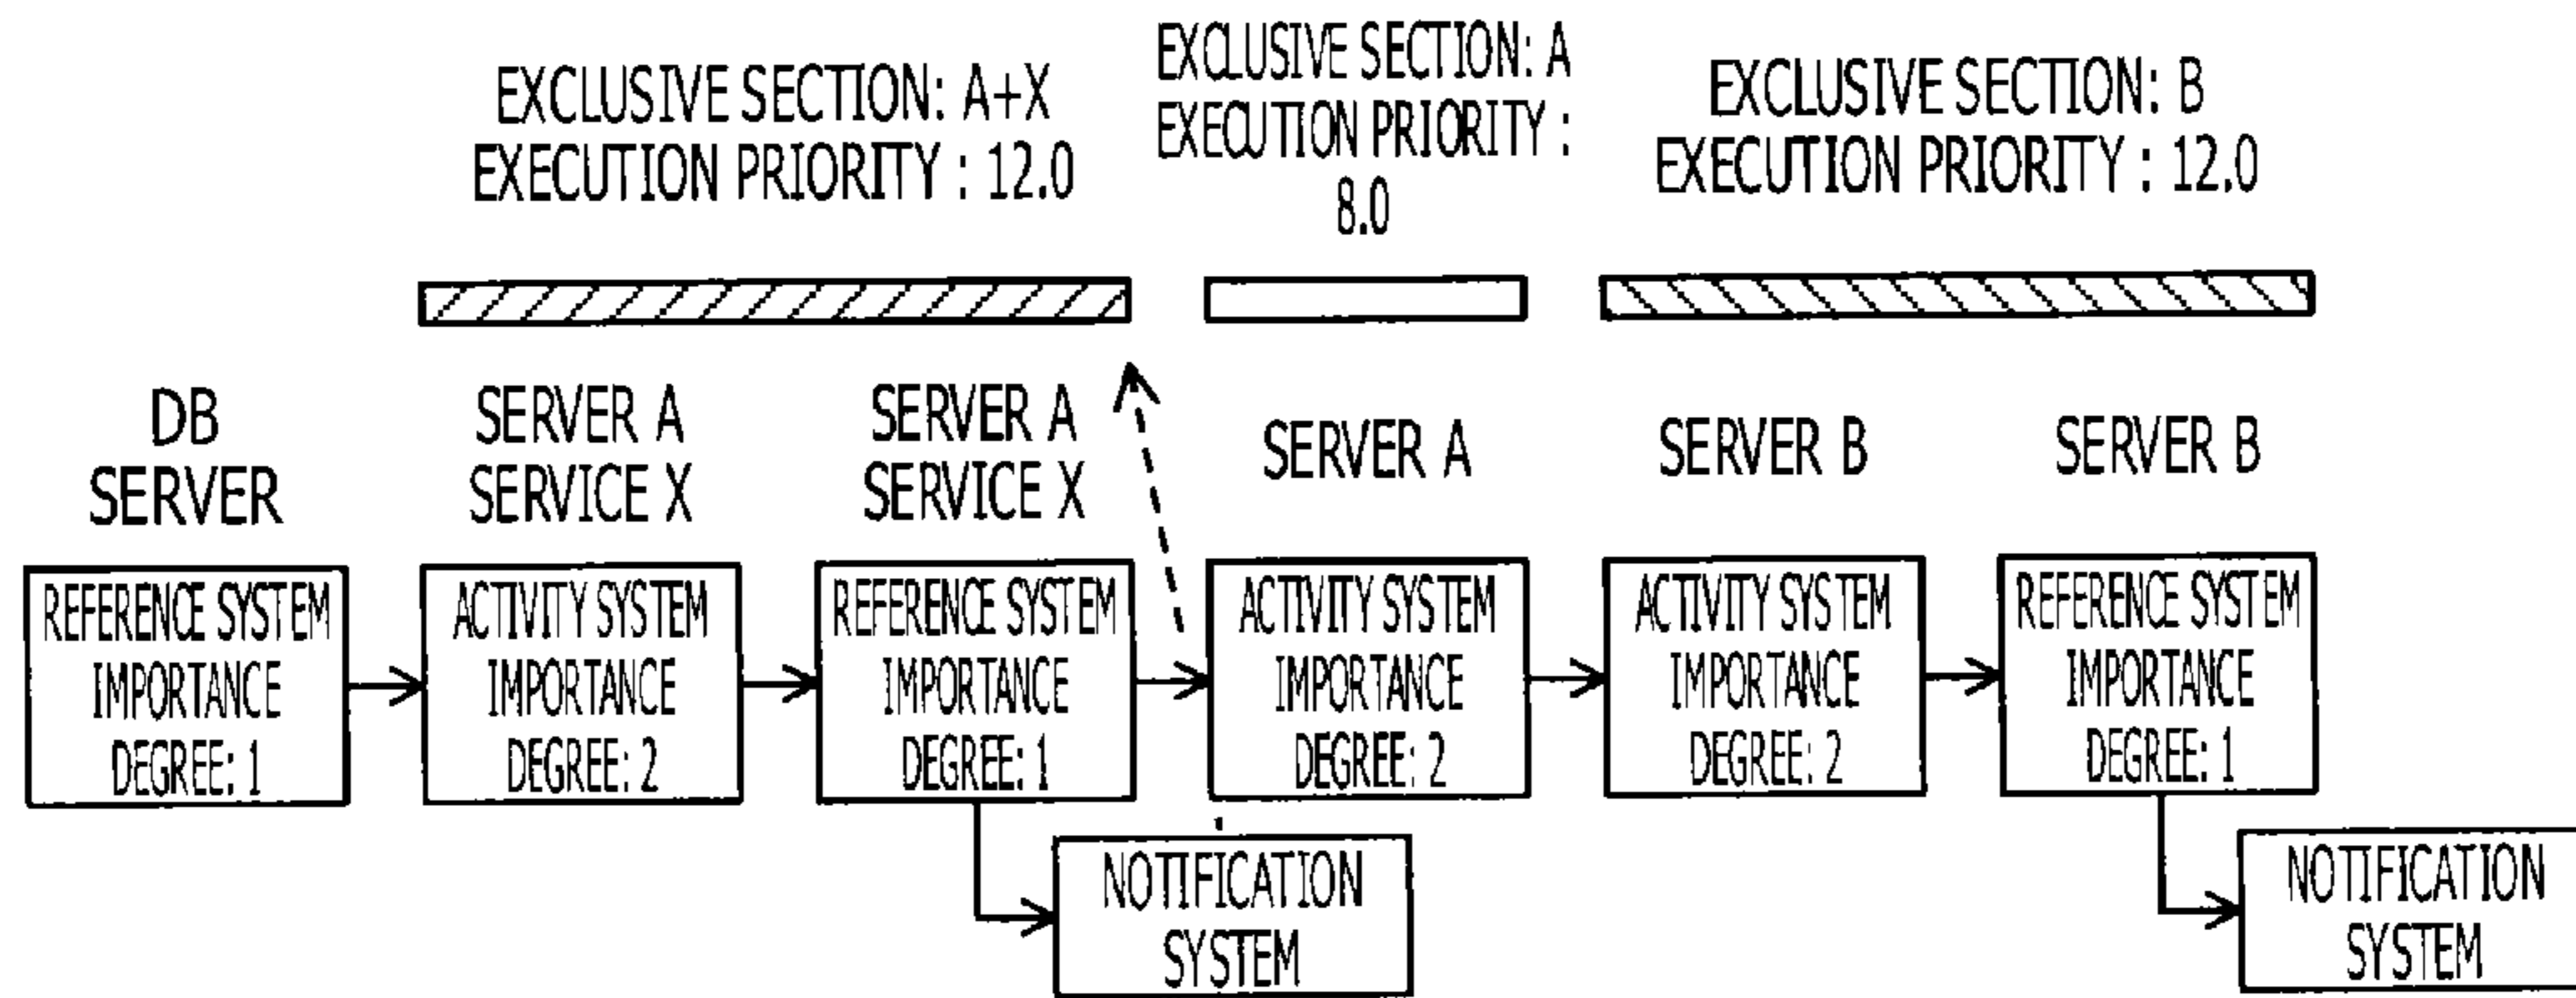 EXCLUSIVE SECTION: A+X
EXECUTION PRIORITY : 12.0
EXCLUSIVE SECTION: A
EXECUTION PRIORITY :
8.0
EXCLUSIVE SECTION: B
EXECUTION PRIORITY : 12.0
DB
SERVER
SERVER A
SERVICE X
SERVER A
SERVICE X
SERVER A
SERVER B
SERVER B
REFERENCE SYSTEM
IMPORTANCE
DEGREE: 1
ACTIVITY SYSTEM
IMPORTANCE
DEGREE: 2
REFERENCE SYSTEM
IMPORTANCE
DEGREE: 1
ACTIVITY SYSTEM
IMPORTANCE
DEGREE: 2
ACTIVITY SYSTEM
IMPORTANCE
DEGREE: 2
REFERENCE SYSTEM
IMPORTANCE
DEGREE: 1
NOTIFICATION
SYSTEM
NOTIFICATION
SYSTEM